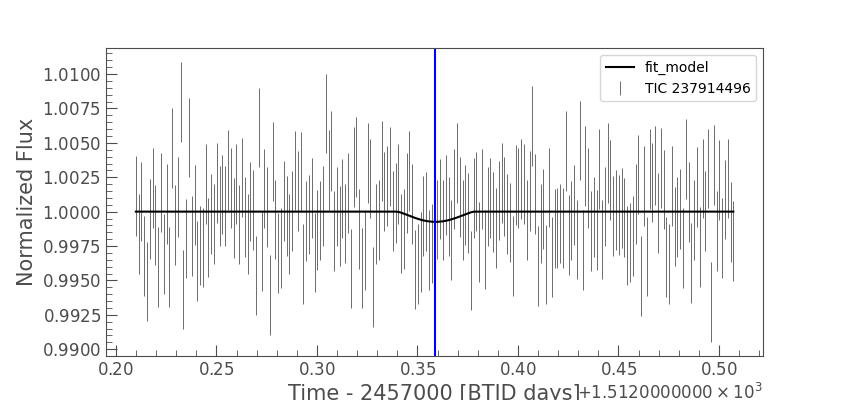 fit_model
TIC 237914496
Normalized Flux
1.0100
1.0075
1.0050
1.0025
1.0000
0.9975
0.9950
0.9925
0.9900
0.20 0.25 0.30 0.35 0.40 0.45 0.50
Time - 2457000 [BTJD days]
+1.5120000000 × 10³